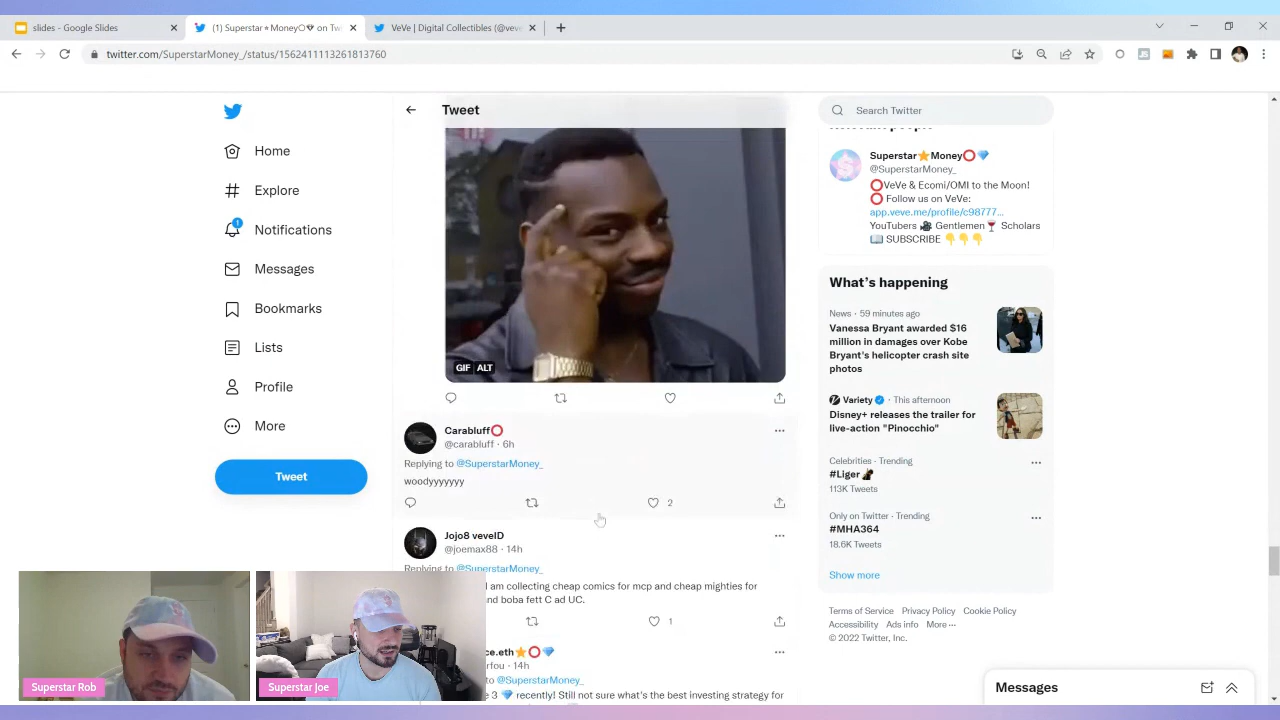 slides - Google Slides
(1) Superstar⭐Money⭕💎 on Tw
VeVe | Digital Collectibles (@veve
twitter.com/SuperstarMoney_/status/1562411113261813760
Home
Explore
1
Notifications
Messages
Bookmarks
Lists
Profile
More
Tweet
Tweet
GIF ALT
Carabluff⭕
@carabluff · 6h
Replying to @SuperstarMoney_
woodyyyyyyy
2
Jojo8 veveID
@joemax88 · 14h
Replying to @SuperstarMoney_
I am collecting cheap comics for mcp and cheap mighties for
nd boba fett C ad UC.
1
ce.eth⭐⭕💎
rfou · 14h
to @SuperstarMoney_
e 3 💎 recently! Still not sure what's the best investing strategy for
Search Twitter
Superstar⭐Money⭕💎
@SuperstarMoney_
⭕VeVe & Ecomi/OMI to the Moon!
⭕ Follow us on VeVe:
app.veve.me/profile/c98777...
YouTubers 🎥 Gentlemen🍷 Scholars
📖 SUBSCRIBE 👇👇👇
What's happening
News · 59 minutes ago
Vanessa Bryant awarded $16
million in damages over Kobe
Bryant's helicopter crash site
photos
Variety · This afternoon
Disney+ releases the trailer for
live-action "Pinocchio"
Celebrities · Trending
#Liger
113K Tweets
Only on Twitter · Trending
#MHA364
18.6K Tweets
Show more
Terms of Service Privacy Policy Cookie Policy
Accessibility Ads info More ···
© 2022 Twitter, Inc.
Messages
Superstar Rob
Superstar Joe